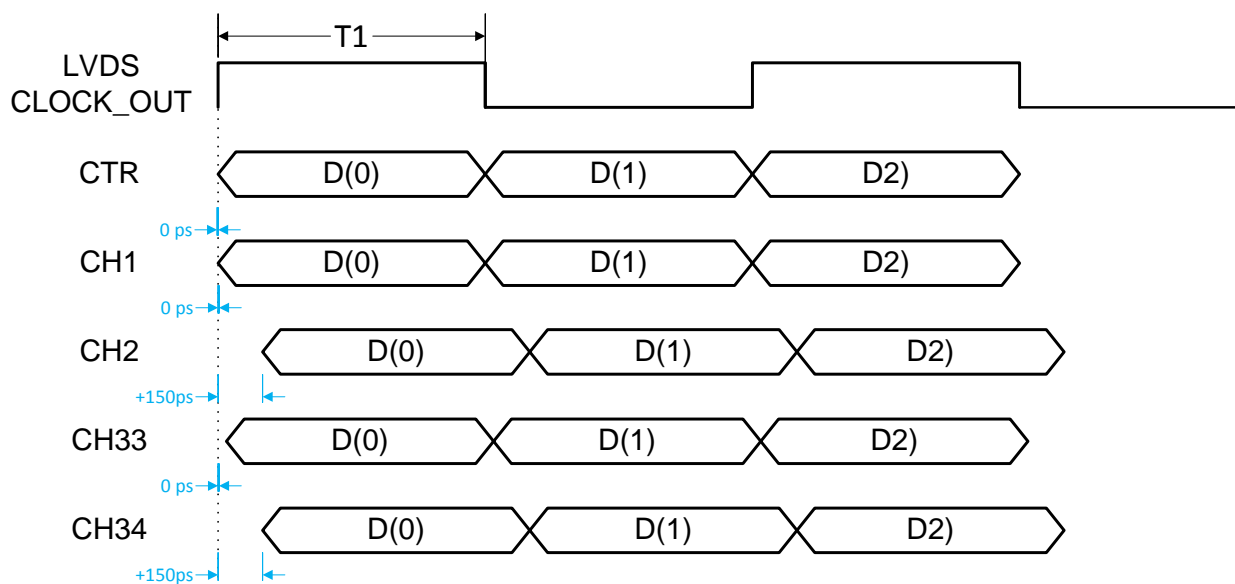 T1
LVDS
CLOCK_OUT
CTR D(0) D(1) D2)
0 ps
CH1 D(0) D(1) D2)
0 ps
CH2 D(0) D(1) D2)
+150ps
CH33 D(0) D(1) D2)
0 ps
CH34 D(0) D(1) D2)
+150ps